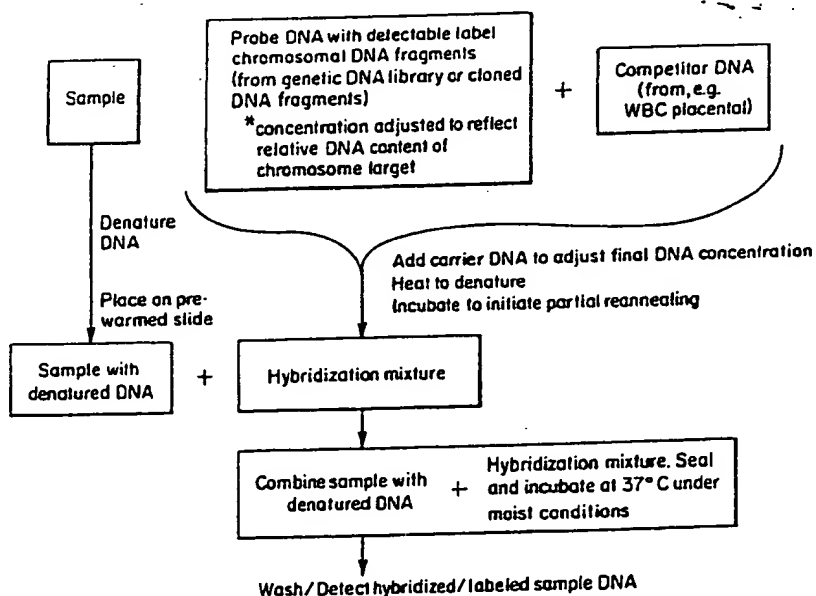 Sample
Probe DNA with detectable label
chromosomal DNA fragments
(from genetic DNA library or cloned
DNA fragments)
*concentration adjusted to reflect
relative DNA content of
chromosome target
+
Competitor DNA
(from, e.g.
WBC placental)
Denature
DNA
Place on pre-
warmed slide
Add carrier DNA to adjust final DNA concentration
Heat to denature
Incubate to initiate partial reannealing
Sample with
denatured DNA
+
Hybridization mixture
Combine sample with
denatured DNA
+
Hybridization mixture. Seal
and incubate at 37°C under
moist conditions
Wash/Detect hybridized/labeled sample DNA